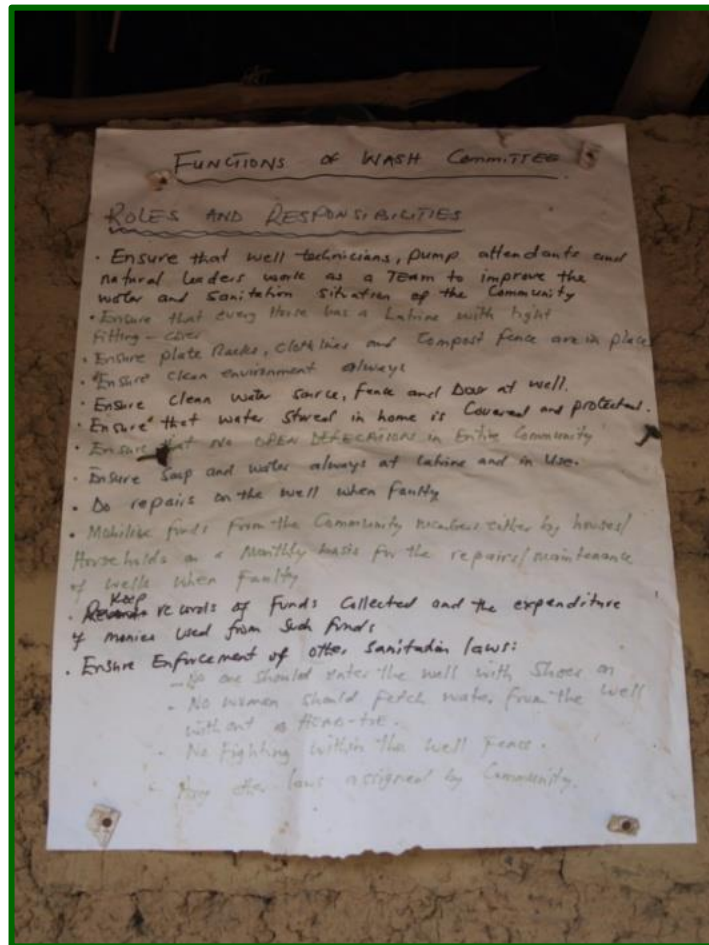 FUNCTIONS OF WASH COMMITTEE
ROLES AND RESPONSIBILITIES
• Ensure that well technicians, pump attendants and
natural leaders work as a TEAM to improve the
water and sanitation situation of the Community
• Ensure that every House has a Latrine with tight
fitting - cover
• Ensure plate Racks, Clothlines and Compost fence are in place
• "Ensure" clean environment always
• Ensure clean water source, fence and Door at well.
• Ensure" that water stored in home is Covered and protected.
• Ensure that no OPEN DEFECATIONS in Entire Community
• Ensure Soap and water always at Latrine and in Use.
• Do repairs on the well when faulty
• Mobilise funds from the Community members either by houses/
Households on a Monthly basis for the repairs/maintenance
of wells when Faulty
Keep
• records of Funds Collected and the expenditure
of monies used from Such funds
• Ensure Enforcement of other sanitation laws:
- No one should enter the well with Shoes on
- No women should fetch water from the well
without a HEAD-TIE.
- No Fighting within the Well Fence.
- Any other laws assigned by Community.